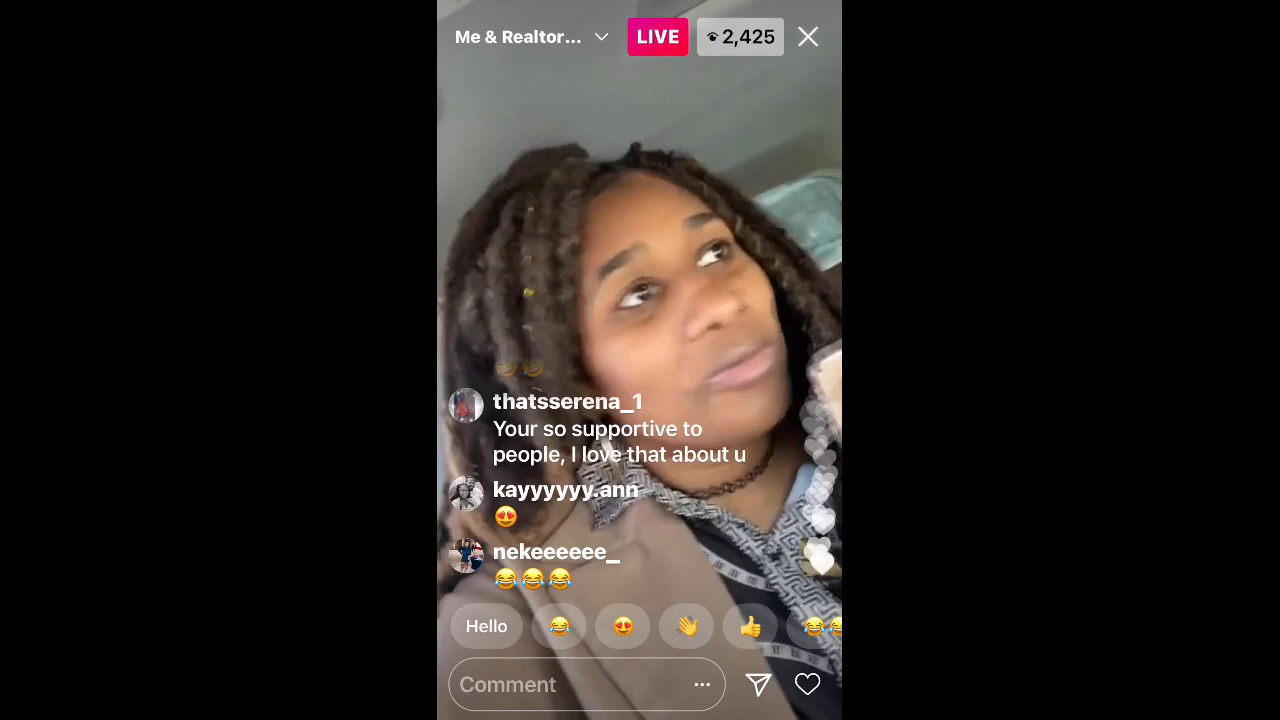 Me & Realtor...
LIVE
2,425
thatsserena_1
Your so supportive to
people, I love that about u
kayyyyyy.ann
😍
nekeeeeee_
😂😂😂
Hello
Comment